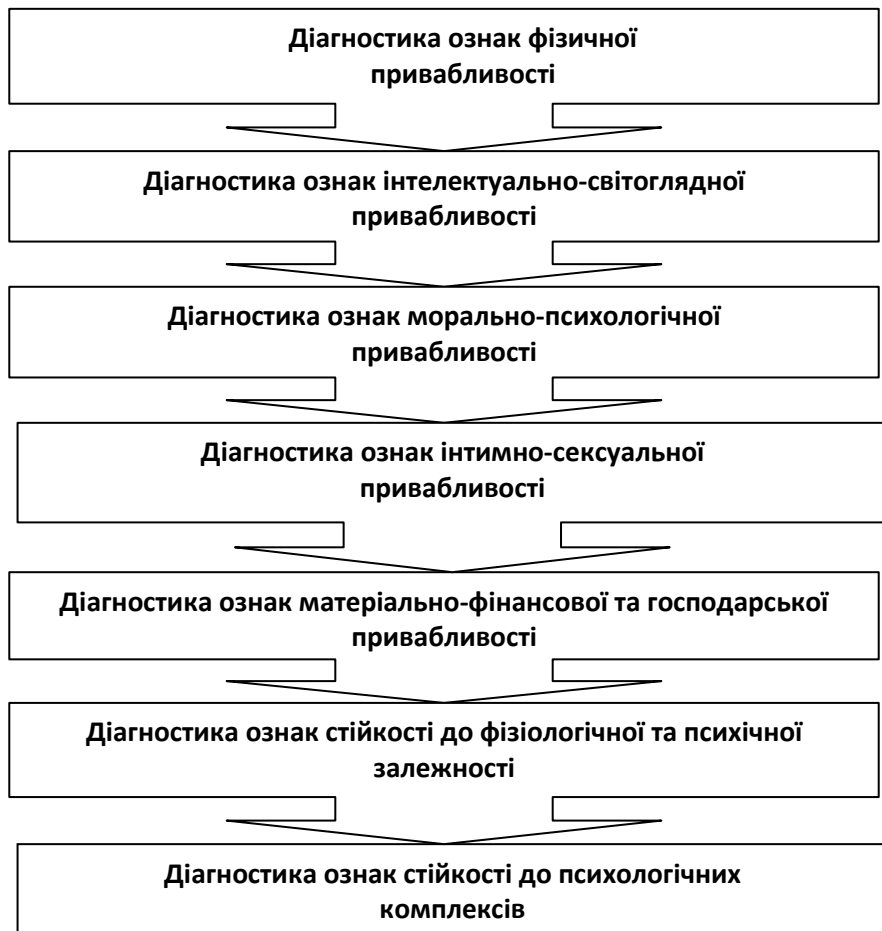 Діагностика ознак фізичної
привабливості
Діагностика ознак інтелектуально-світоглядної
привабливості
Діагностика ознак морально-психологічної
привабливості
Діагностика ознак інтимно-сексуальної
привабливості
Діагностика ознак матеріально-фінансової та господарської
привабливості
Діагностика ознак стійкості до фізіологічної та психічної
залежності
Діагностика ознак стійкості до психологічних
комплексів